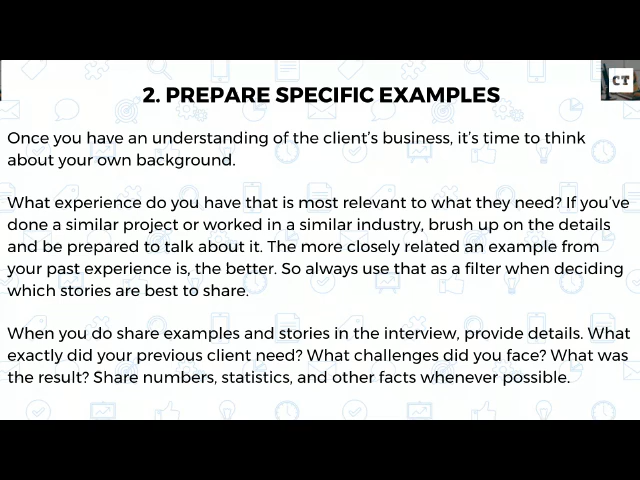 CT
2. PREPARE SPECIFIC EXAMPLES
Once you have an understanding of the client's business, it's time to think
about your own background.
What experience do you have that is most relevant to what they need? If you've
done a similar project or worked in a similar industry, brush up on the details
and be prepared to talk about it. The more closely related an example from
your past experience is, the better. So always use that as a filter when deciding
which stories are best to share.
When you do share examples and stories in the interview, provide details. What
exactly did your previous client need? What challenges did you face? What was
the result? Share numbers, statistics, and other facts whenever possible.